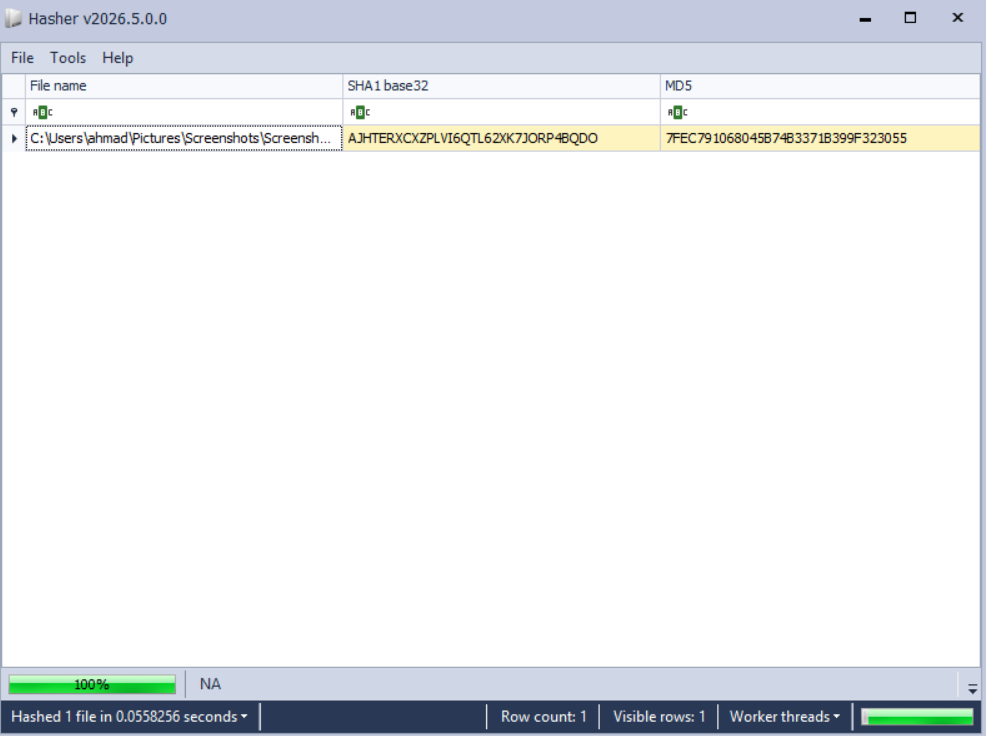 Hasher v2026.5.0.0
File Tools Help
File name SHA1 base32 MD5
ABC ABC ABC
C:\Users\ahmad\Pictures\Screenshots\Screensh... AJHTERXCXZPLVI6QTL62XK7JORP4BQDO 7FEC791068045B74B3371B399F323055
100% NA
Hashed 1 file in 0.0558256 seconds Row count: 1 Visible rows: 1 Worker threads